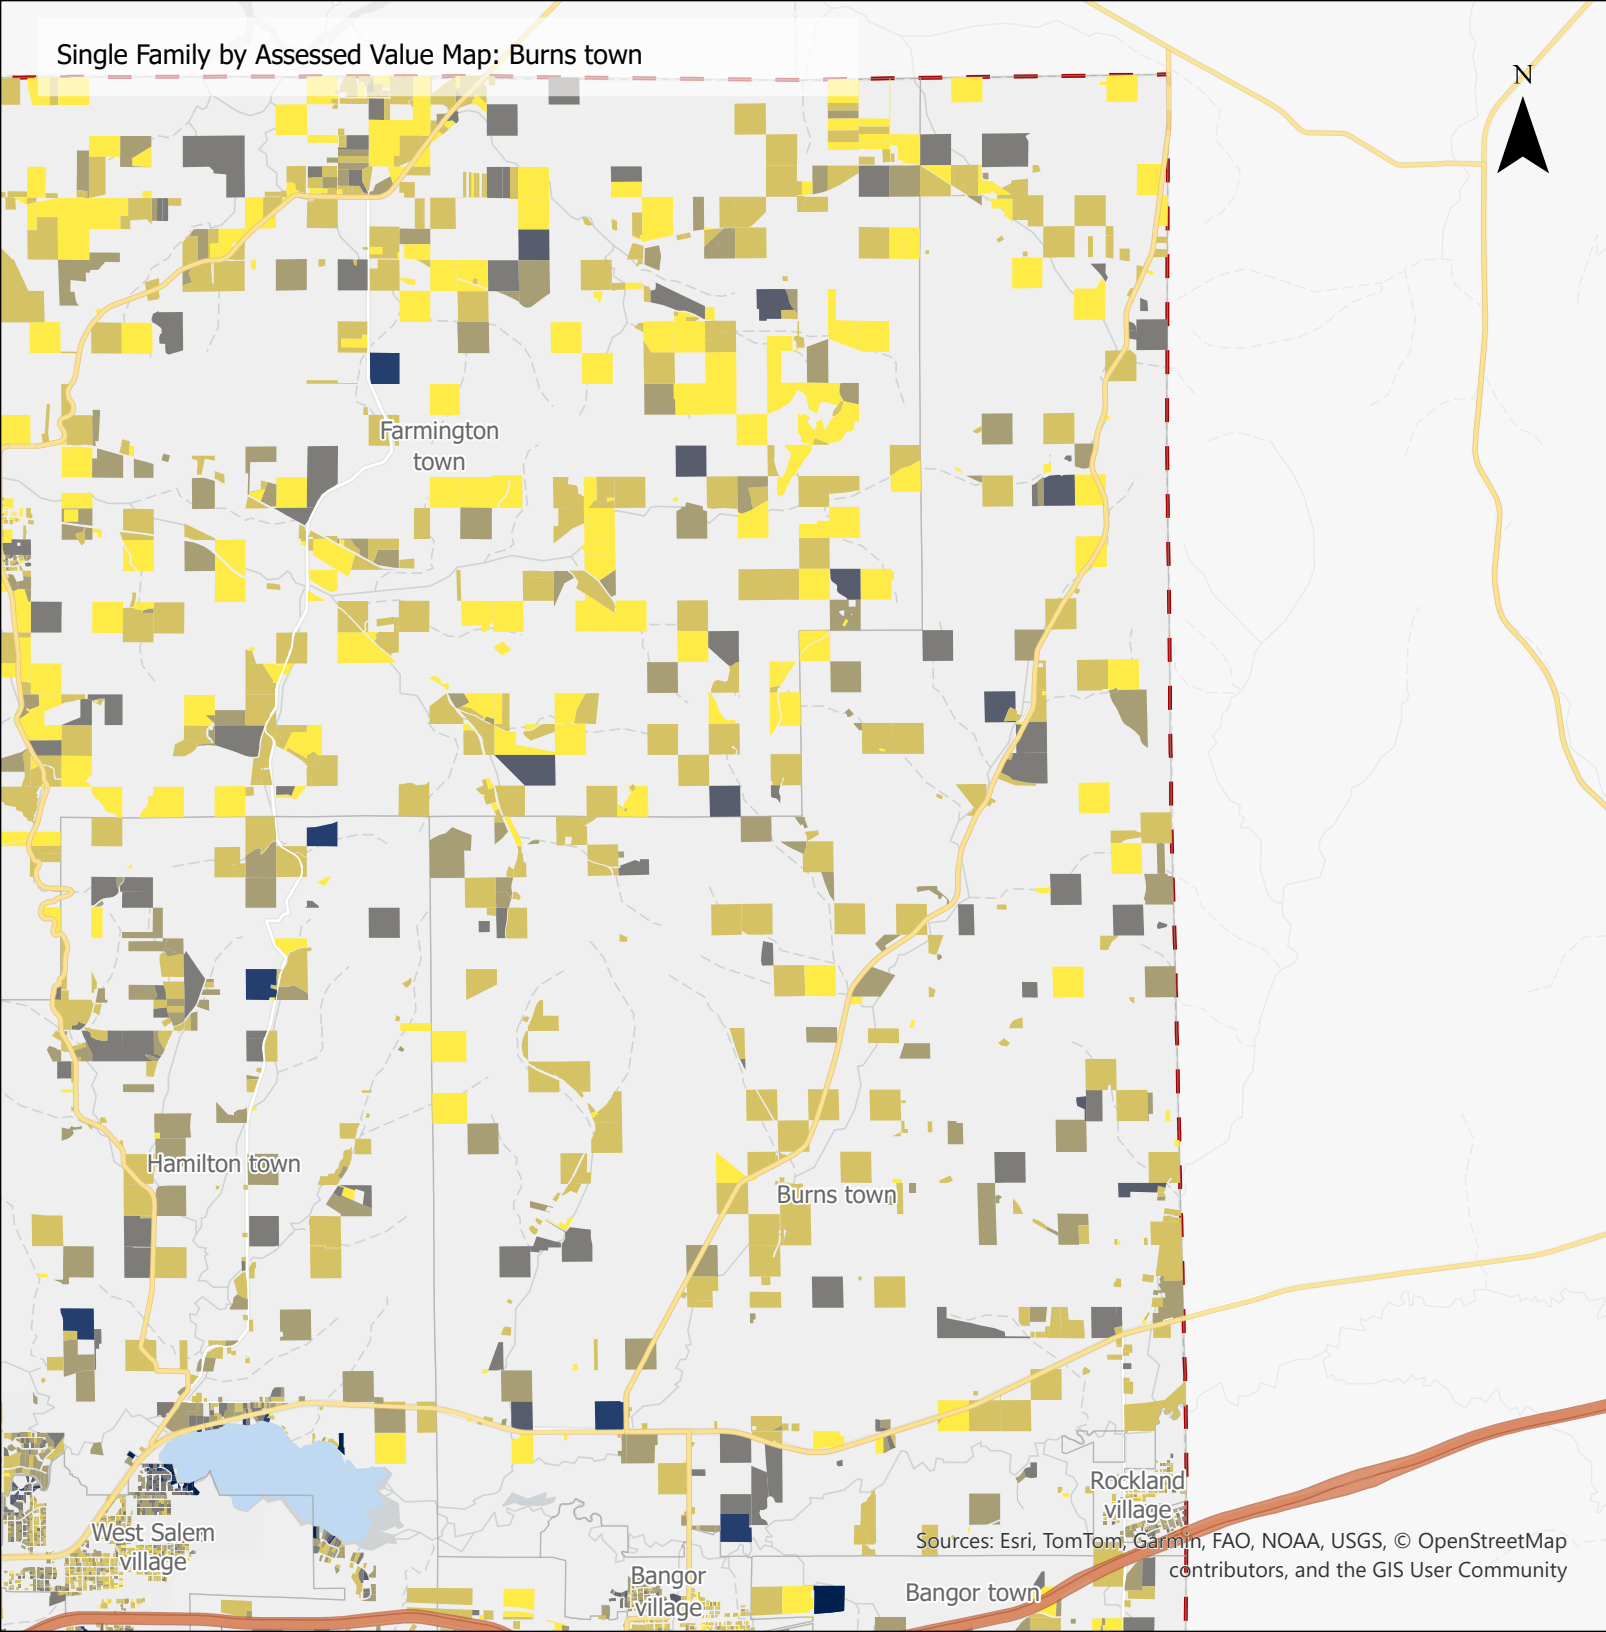 Single Family by Assessed Value Map: Burns town
N
Farmington
town
Hamilton town
Burns town
Rockland
village
West Salem
village
Bangor
village
Bangor town
Sources: Esri, TomTom, Garmin, FAO, NOAA, USGS, © OpenStreetMap
contributors, and the GIS User Community